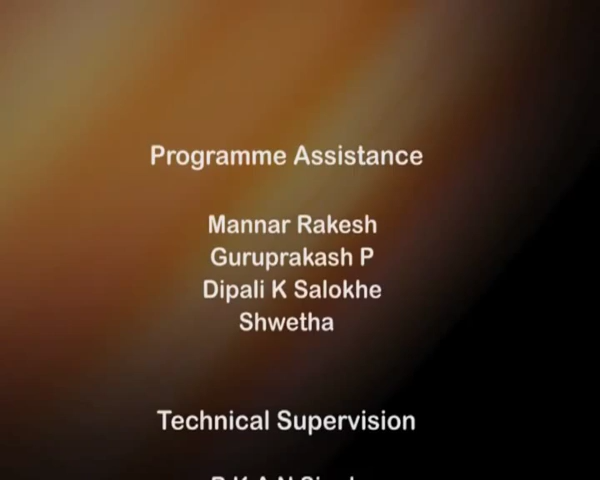 Programme Assistance
Mannar Rakesh
Guruprakash P
Dipali K Salokhe
Shwetha
Technical Supervision